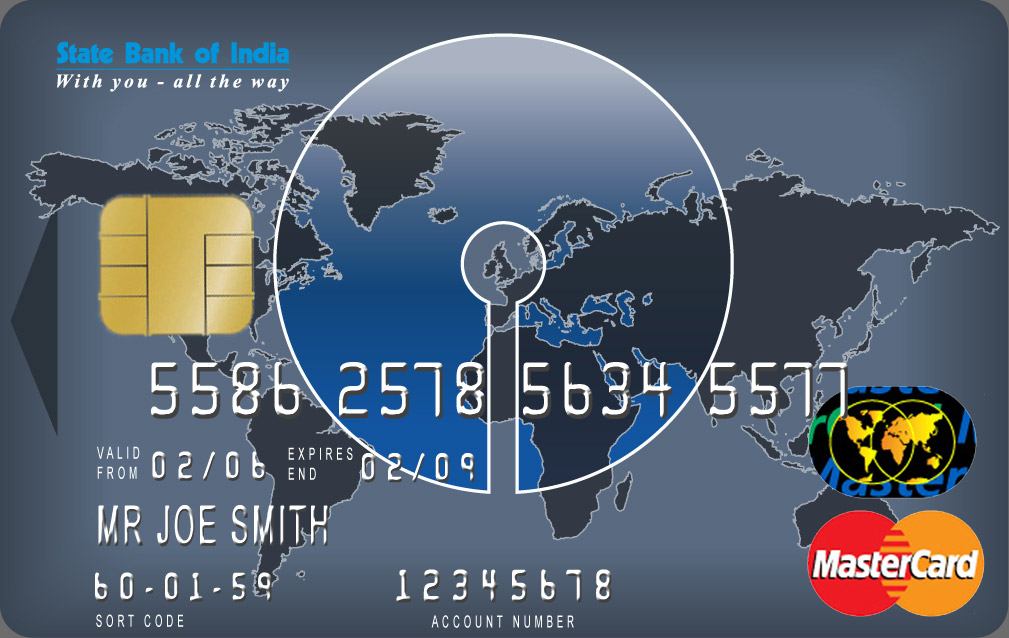 State Bank of India
With you - all the way
5586 2578 5634 5577
VALID FROM 02/06 EXPIRES END 02/09
MR JOE SMITH
60-01-59 12345678
SORT CODE ACCOUNT NUMBER
MasterCard